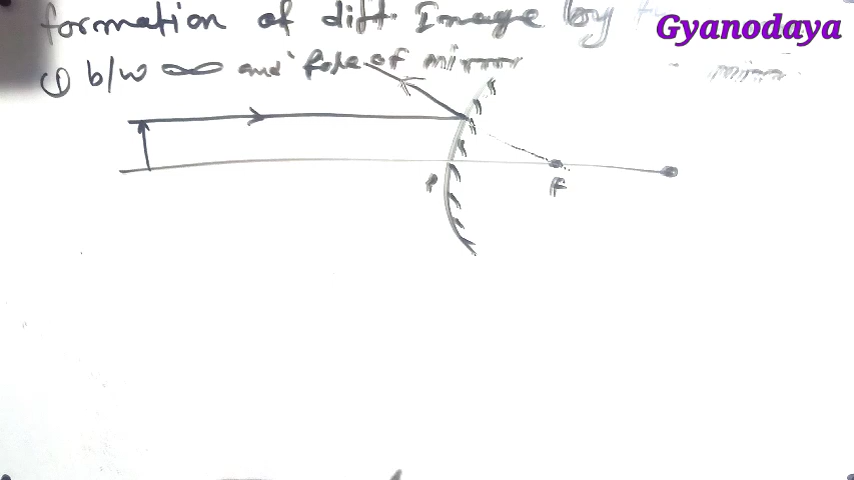 formation of diff. Image by
Gyanodaya
① b/w ∞ and Pole of mirror
P
F